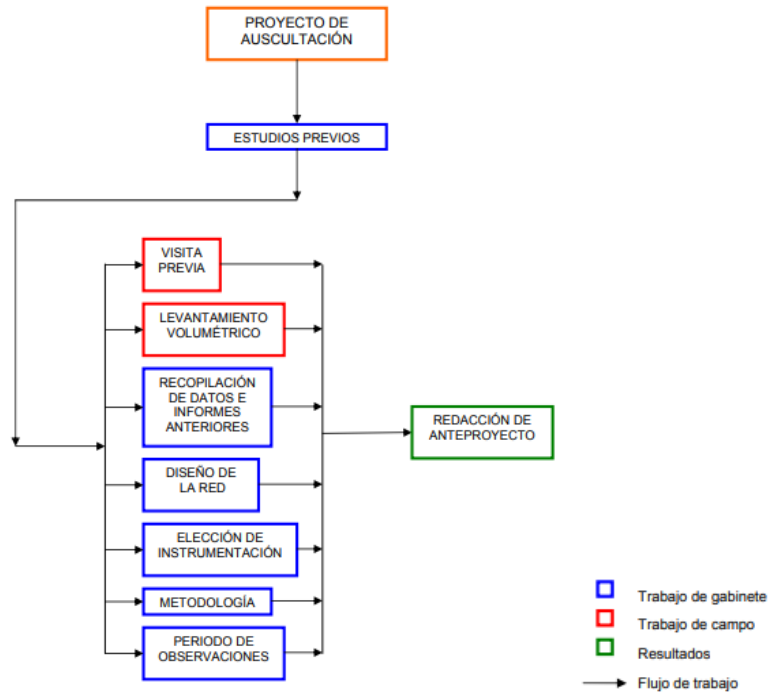 PROYECTO DE
AUSCULTACIÓN
ESTUDIOS PREVIOS
VISITA
PREVIA
LEVANTAMIENTO
VOLUMÉTRICO
RECOPILACIÓN
DE DATOS E
INFORMES
ANTERIORES
REDACCIÓN DE
ANTEPROYECTO
DISEÑO DE
LA RED
ELECCIÓN DE
INSTRUMENTACIÓN
METODOLOGÍA
PERIODO DE
OBSERVACIONES
Trabajo de gabinete
Trabajo de campo
Resultados
Flujo de trabajo